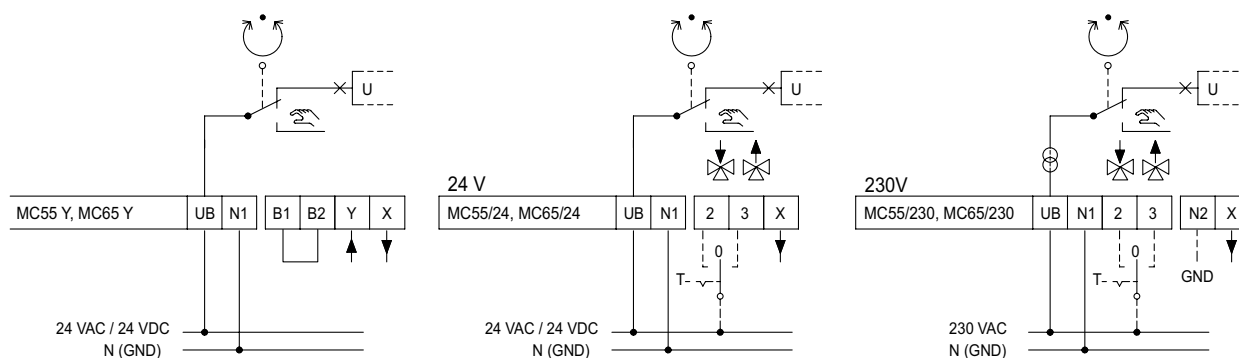 U
MC55 Y, MC65 Y UB N1 B1 B2 Y X
24 VAC / 24 VDC
N (GND)
U
24 V
MC55/24, MC65/24 UB N1 2 3 X
0
T
24 VAC / 24 VDC
N (GND)
U
230V
MC55/230, MC65/230 UB N1 2 3 N2 X
0
GND
T
230 VAC
N (GND)